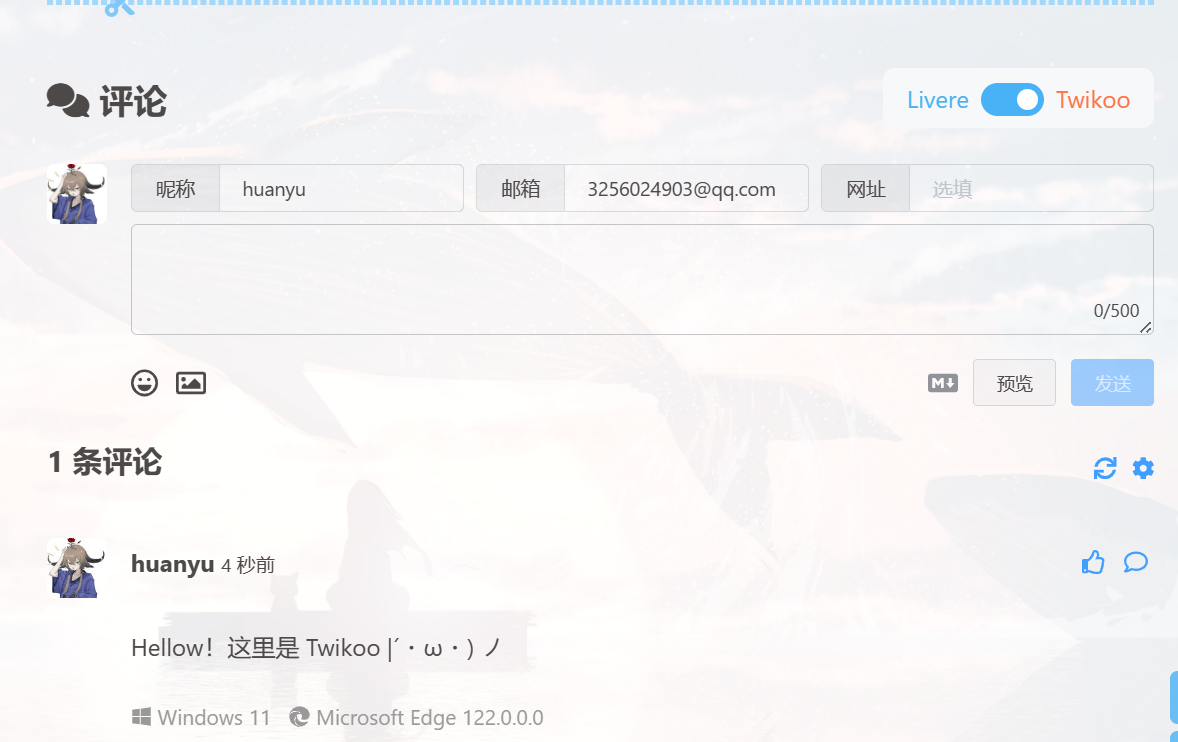 评论
Livere Twikoo
昵称 huanyu 邮箱 3256024903@qq.com 网址 选填
0/500
M 预览 发送
1 条评论
huanyu 4 秒前
Hellow！这里是 Twikoo |´・ω・) ノ
Windows 11 Microsoft Edge 122.0.0.0